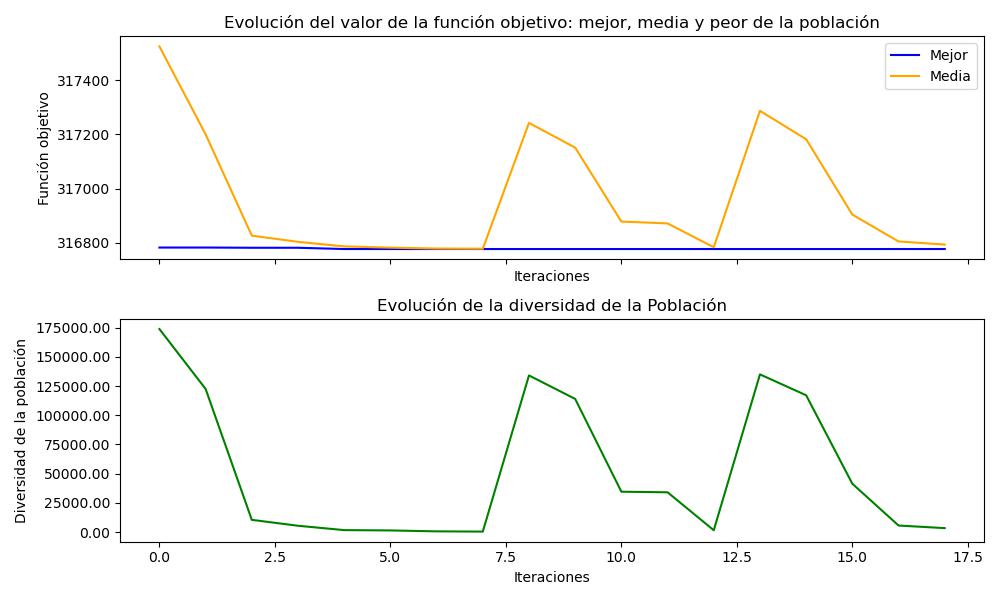 Evolución del valor de la función objetivo: mejor, media y peor de la población
Función objetivo
317400
317200
317000
316800
Mejor
Media
Iteraciones
Evolución de la diversidad de la Población
Diversidad de la población
175000.00
150000.00
125000.00
100000.00
75000.00
50000.00
25000.00
0.00
0.0 2.5 5.0 7.5 10.0 12.5 15.0 17.5
Iteraciones